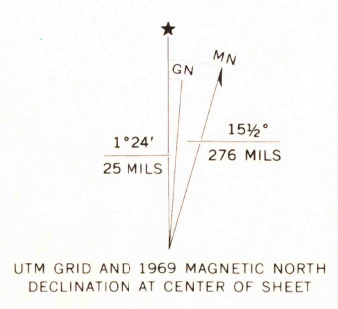 MN
GN
1°24′
25 MILS
15½°
276 MILS
UTM GRID AND 1969 MAGNETIC NORTH
DECLINATION AT CENTER OF SHEET